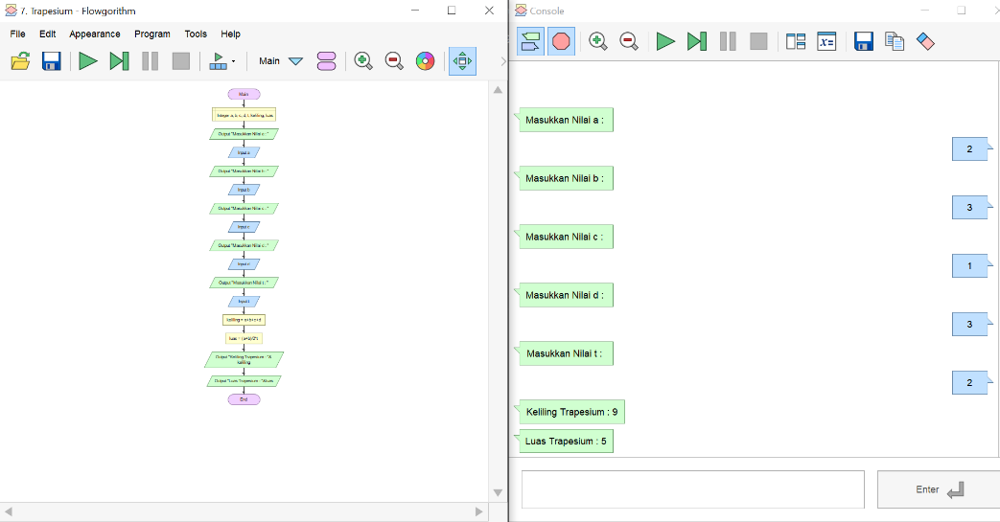 7. Trapesium - Flowgorithm
File Edit Appearance Program Tools Help
Main
Main
Integer a, b, c, d, t, keliling, luas
Output "Masukkan Nilai a : "
Input a
Output "Masukkan Nilai b : "
Input b
Output "Masukkan Nilai c : "
Input c
Output "Masukkan Nilai d : "
Input d
Output "Masukkan Nilai t : "
Input t
keliling = a+b+c+d
luas = (a+b)/2*t
Output "Keliling Trapesium : "&
keliling
Output "Luas Trapesium : "&luas
End
Console
x=
Masukkan Nilai a :
2
Masukkan Nilai b :
3
Masukkan Nilai c :
1
Masukkan Nilai d :
3
Masukkan Nilai t :
2
Keliling Trapesium : 9
Luas Trapesium : 5
Enter